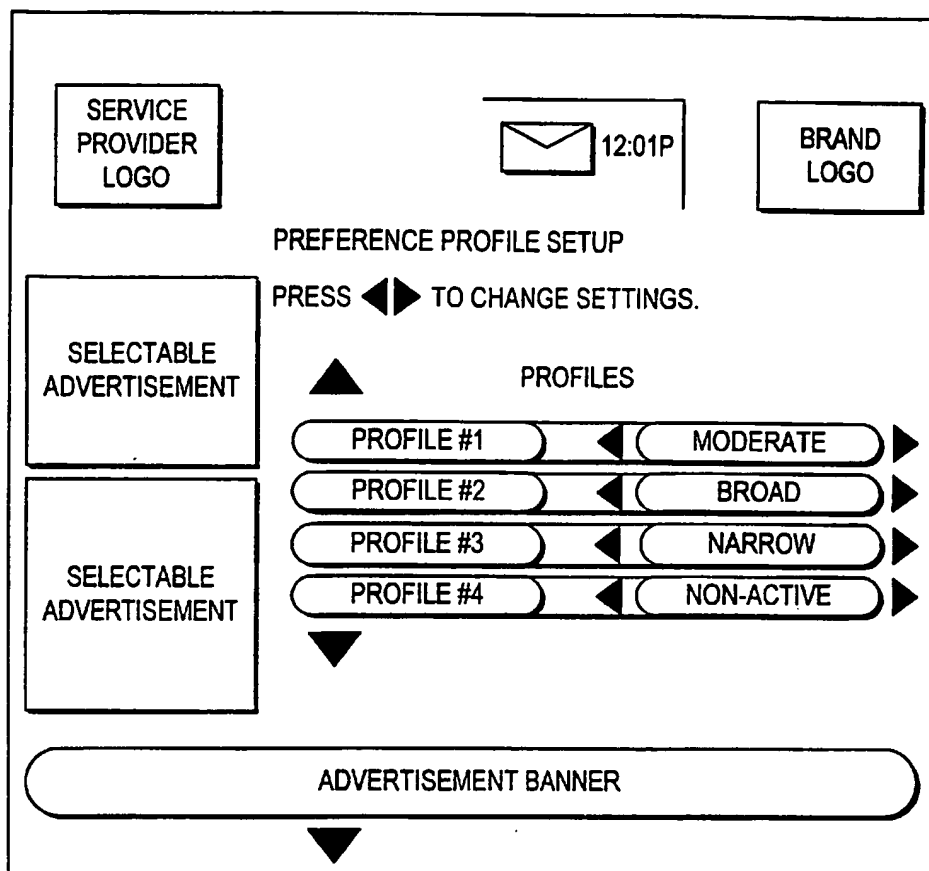 SERVICE
PROVIDER
LOGO
12:01P
BRAND
LOGO
PREFERENCE PROFILE SETUP
PRESS ◀▶ TO CHANGE SETTINGS.
SELECTABLE
ADVERTISEMENT
PROFILES
PROFILE #1 MODERATE
PROFILE #2 BROAD
PROFILE #3 NARROW
PROFILE #4 NON-ACTIVE
SELECTABLE
ADVERTISEMENT
ADVERTISEMENT BANNER